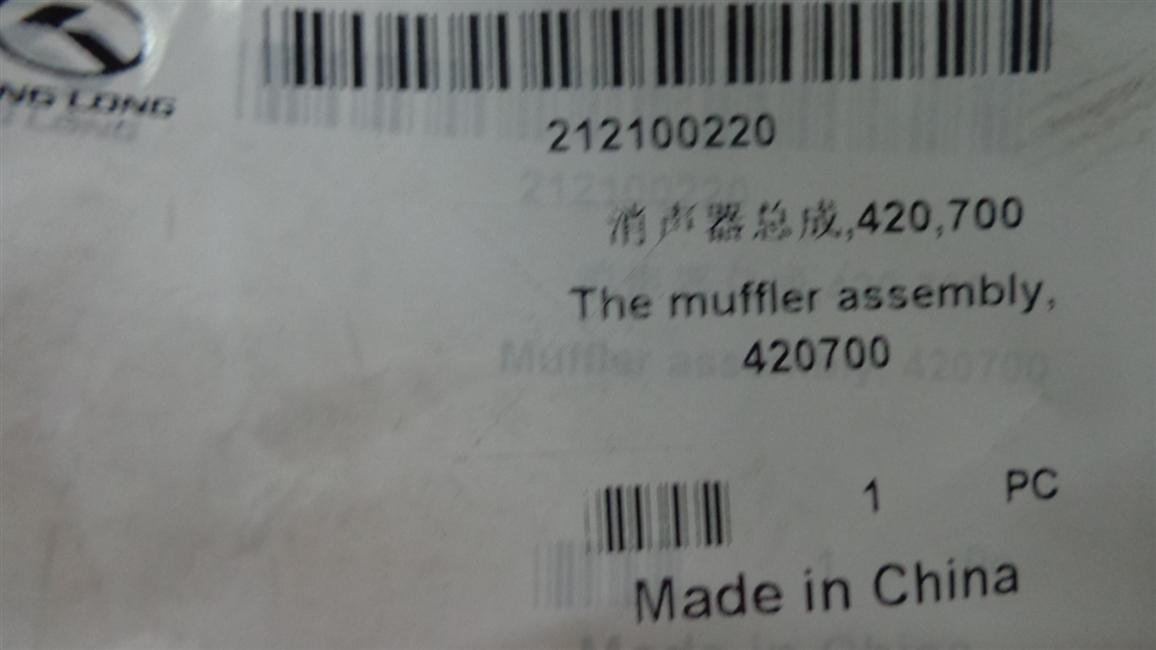 NG LONG
212100220
消声器总成,420,700
The muffler assembly,
420700
1 PC
Made in China